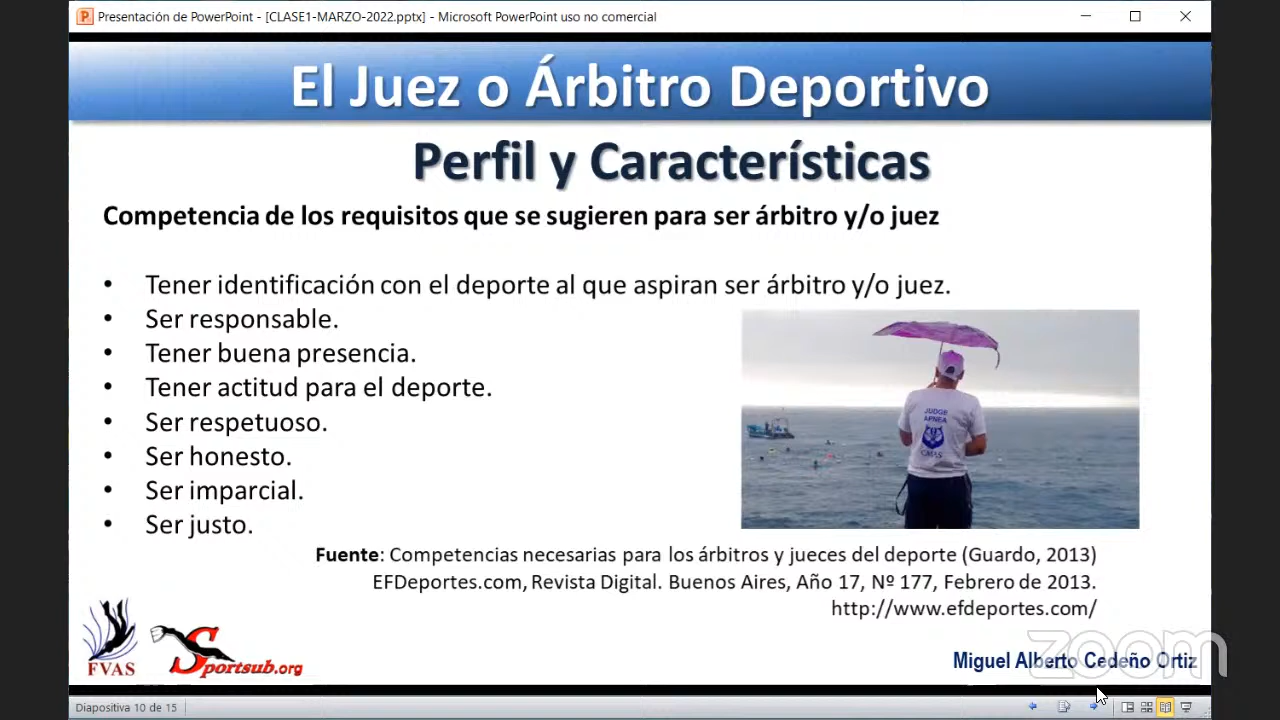 Presentación de PowerPoint - [CLASE1-MARZO-2022.pptx] - Microsoft PowerPoint uso no comercial
El Juez o Árbitro Deportivo
Perfil y Características
Competencia de los requisitos que se sugieren para ser árbitro y/o juez
• Tener identificación con el deporte al que aspiran ser árbitro y/o juez.
• Ser responsable.
• Tener buena presencia.
• Tener actitud para el deporte.
• Ser respetuoso.
• Ser honesto.
• Ser imparcial.
• Ser justo.
JUDGE
APNEA
CMAS
Fuente: Competencias necesarias para los árbitros y jueces del deporte (Guardo, 2013)
EFDeportes.com, Revista Digital. Buenos Aires, Año 17, Nº 177, Febrero de 2013.
http://www.efdeportes.com/
FVAS
Sportsub.org
zoom
Miguel Alberto Cedeño Ortiz
Diapositiva 10 de 15